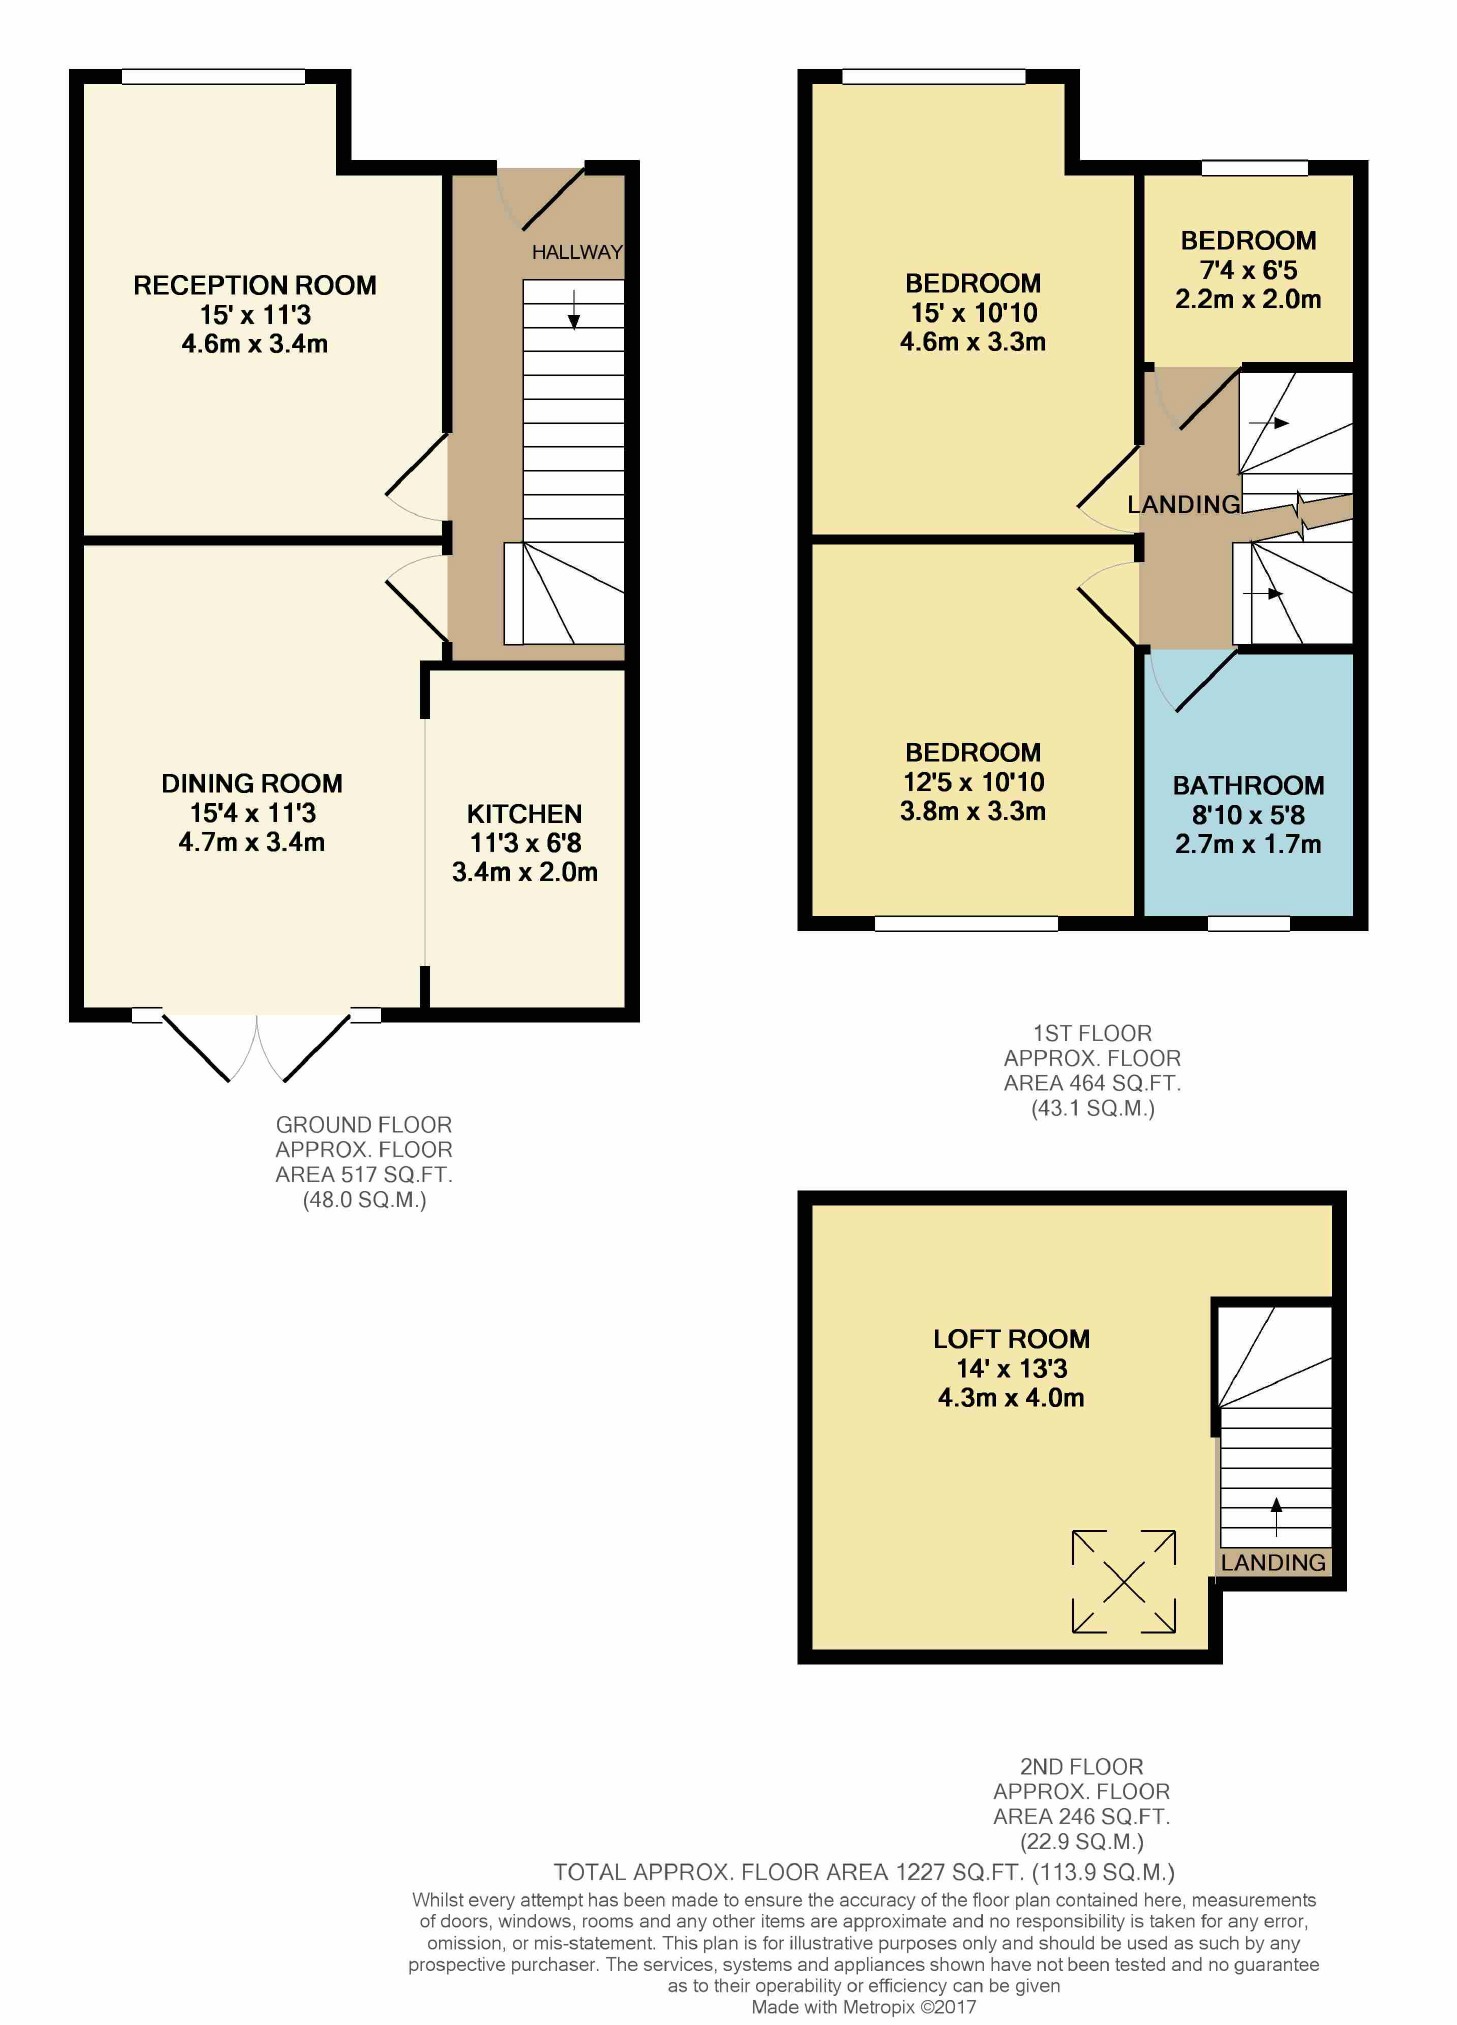 RECEPTION ROOM
15' x 11'3
4.6m x 3.4m
HALLWAY
DINING ROOM
15'4 x 11'3
4.7m x 3.4m
KITCHEN
11'3 x 6'8
3.4m x 2.0m
GROUND FLOOR
APPROX. FLOOR
AREA 517 SQ.FT.
(48.0 SQ.M.)
BEDROOM
15' x 10'10
4.6m x 3.3m
BEDROOM
7'4 x 6'5
2.2m x 2.0m
LANDING
BEDROOM
12'5 x 10'10
3.8m x 3.3m
BATHROOM
8'10 x 5'8
2.7m x 1.7m
1ST FLOOR
APPROX. FLOOR
AREA 464 SQ.FT.
(43.1 SQ.M.)
LOFT ROOM
14' x 13'3
4.3m x 4.0m
LANDING
2ND FLOOR
APPROX. FLOOR
AREA 246 SQ.FT.
(22.9 SQ.M.)
TOTAL APPROX. FLOOR AREA 1227 SQ.FT. (113.9 SQ.M.)
Whilst every attempt has been made to ensure the accuracy of the floor plan contained here, measurements
of doors, windows, rooms and any other items are approximate and no responsibility is taken for any error,
omission, or mis-statement. This plan is for illustrative purposes only and should be used as such by any
prospective purchaser. The services, systems and appliances shown have not been tested and no guarantee
as to their operability or efficiency can be given
Made with Metropix ©2017